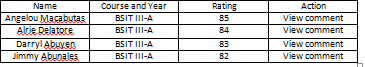 Name Course and Year Rating Action
Angelou Macabutas BSIT III-A 85 View comment
Alrie Delatore BSIT III-A 84 View comment
Darryl Abuyen BSIT III-A 83 View comment
Jimmy Abunales BSIT III-A 82 View comment